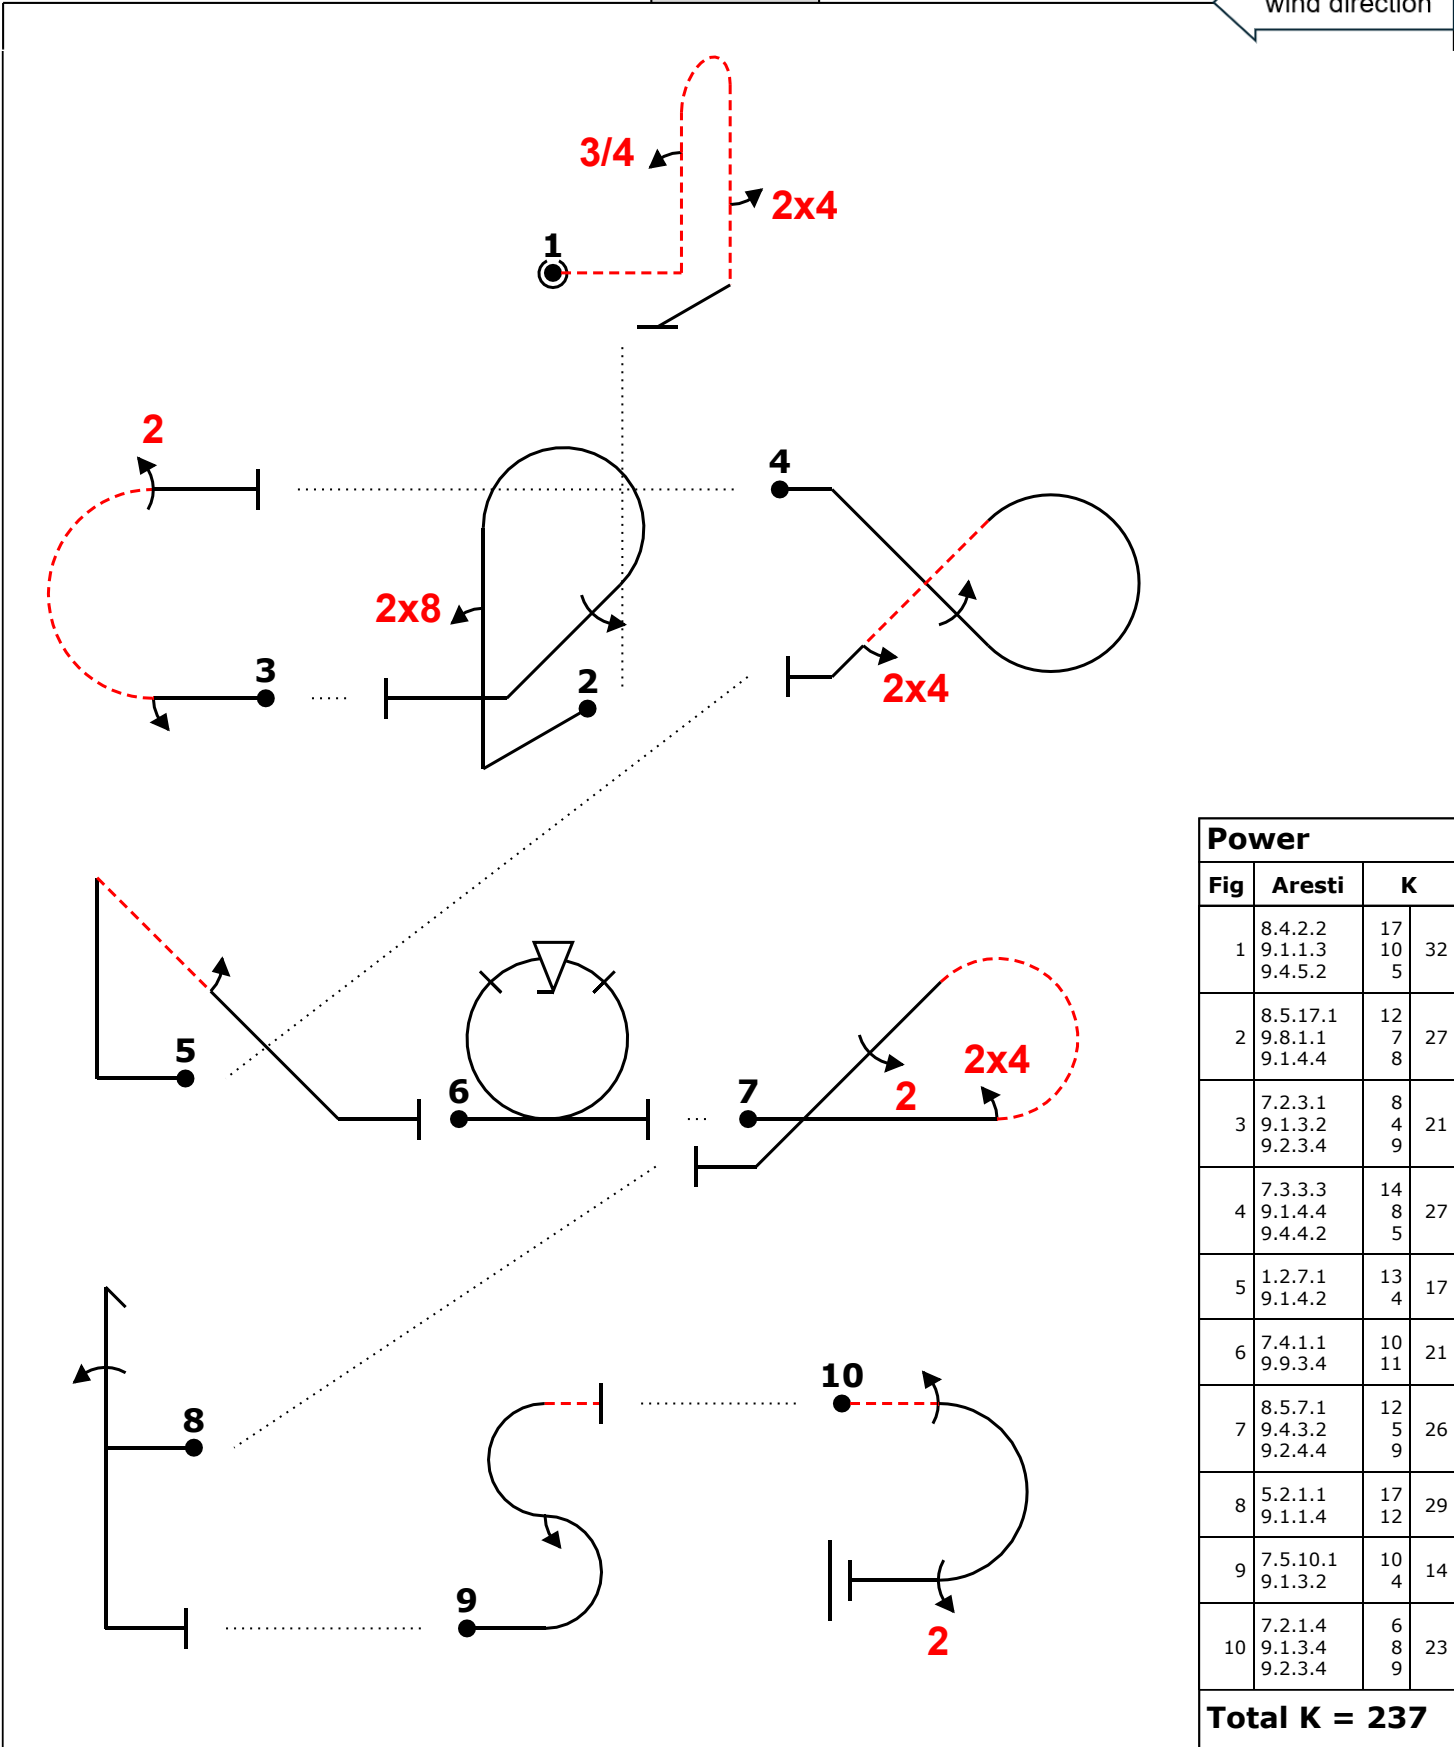 wind direction
3/4
2x4
1
2
4
2x8
3
2
2x4
5
6
7
2x4
2
8
10
9
2
Power
Fig Aresti K
1 8.4.2.2 17 32
9.1.1.3 10
9.4.5.2 5
2 8.5.17.1 12 27
9.8.1.1 7
9.1.4.4 8
3 7.2.3.1 8 21
9.1.3.2 4
9.2.3.4 9
4 7.3.3.3 14 27
9.1.4.4 8
9.4.4.2 5
5 1.2.7.1 13 17
9.1.4.2 4
6 7.4.1.1 10 21
9.9.3.4 11
7 8.5.7.1 12 26
9.4.3.2 5
9.2.4.4 9
8 5.2.1.1 17 29
9.1.1.4 12
9 7.5.10.1 10 14
9.1.3.2 4
10 7.2.1.4 6 23
9.1.3.4 8
9.2.3.4 9
Total K = 237